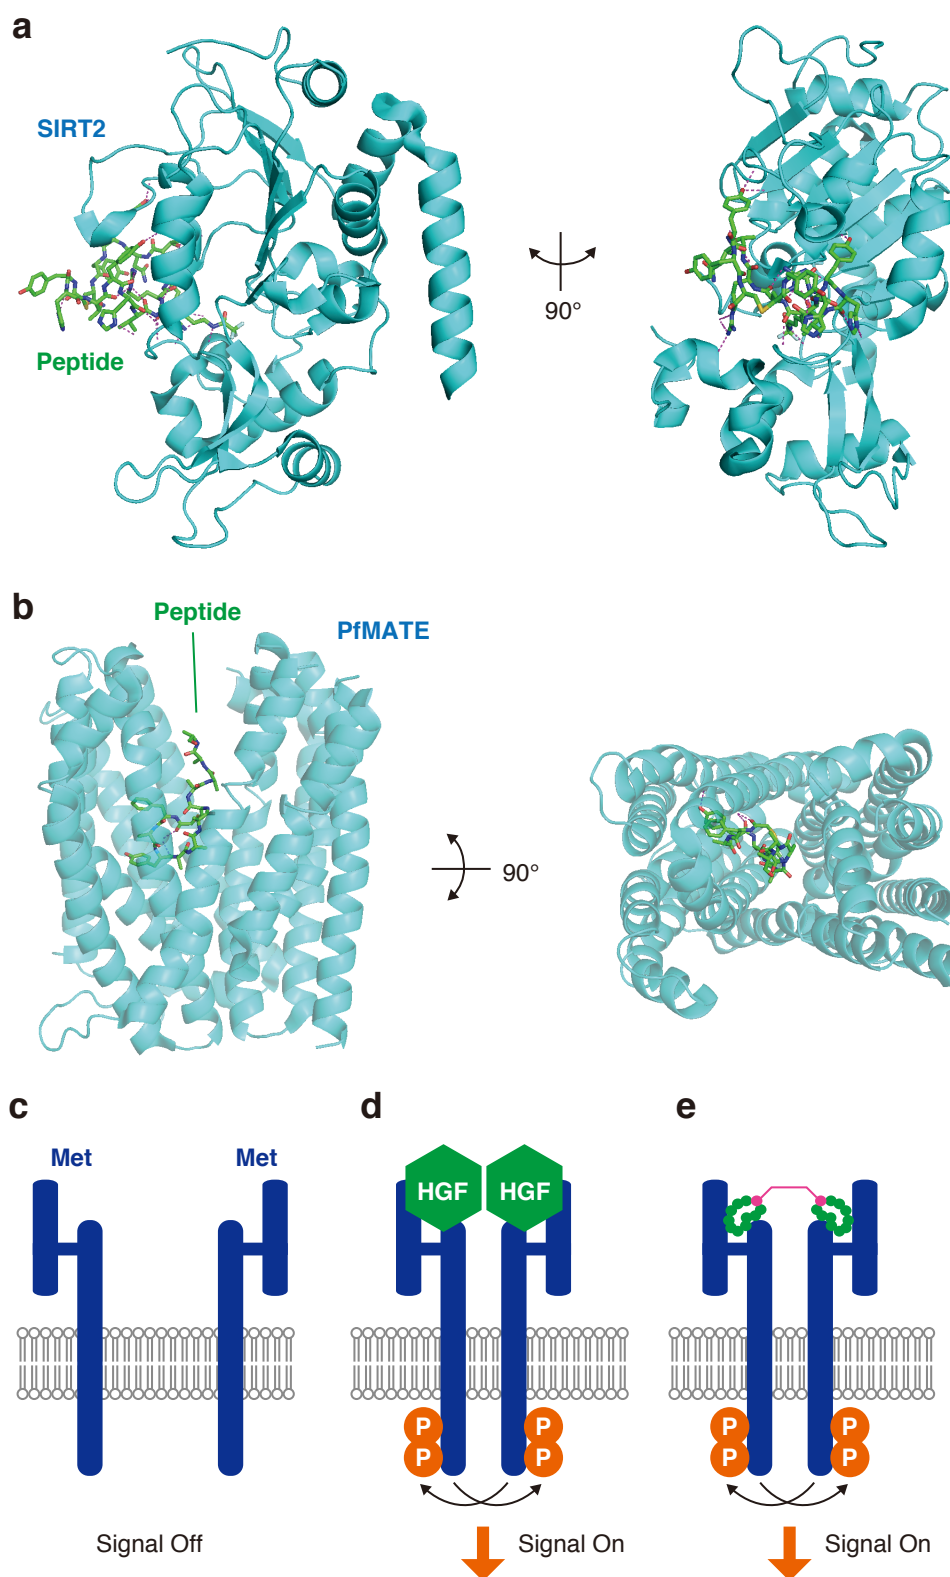 a
SIRT2
Peptide
90°
b
Peptide
PfMATE
90°
c
d
e
Met
Met
HGF
HGF
P
P
P
P
P
P
P
P
Signal Off
Signal On
Signal On